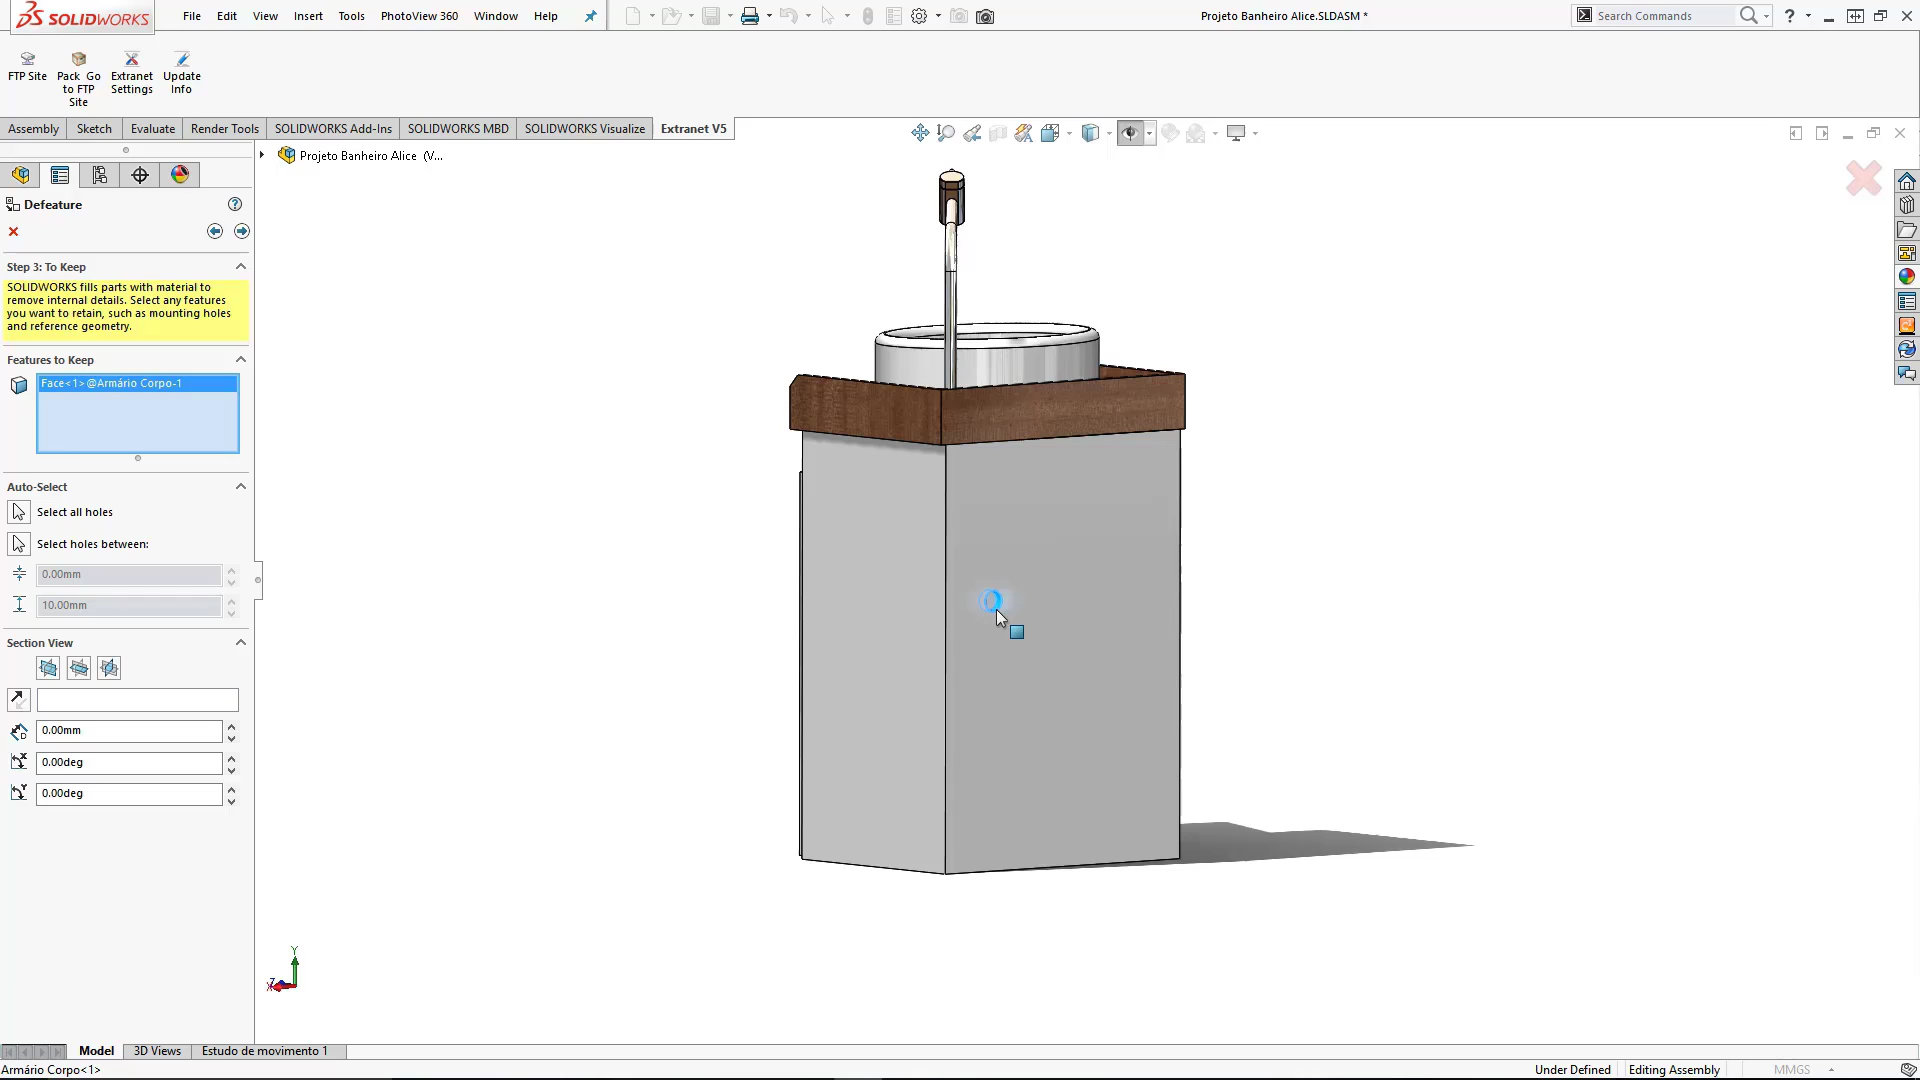 SOLIDWORKS File Edit View Insert Tools PhotoView 360 Window Help Projeto Banheiro Alice.SLDASM * Search Commands ?
FTP Site Pack Go to FTP Site Extranet Settings Update Info
Assembly Sketch Evaluate Render Tools SOLIDWORKS Add-Ins SOLIDWORKS MBD SOLIDWORKS Visualize Extranet V5
Projeto Banheiro Alice (V...
Defeature ?
Step 3: To Keep
SOLIDWORKS fills parts with material to
remove internal details. Select any features
you want to retain, such as mounting holes
and reference geometry.
Features to Keep
Face<1>@Armário Corpo-1
Auto-Select
Select all holes
Select holes between:
0.00mm
10.00mm
Section View
0.00mm
0.00deg
0.00deg
Y
Z
X
Model 3D Views Estudo de movimento 1
Armário Corpo<1> Under Defined Editing Assembly MMGS